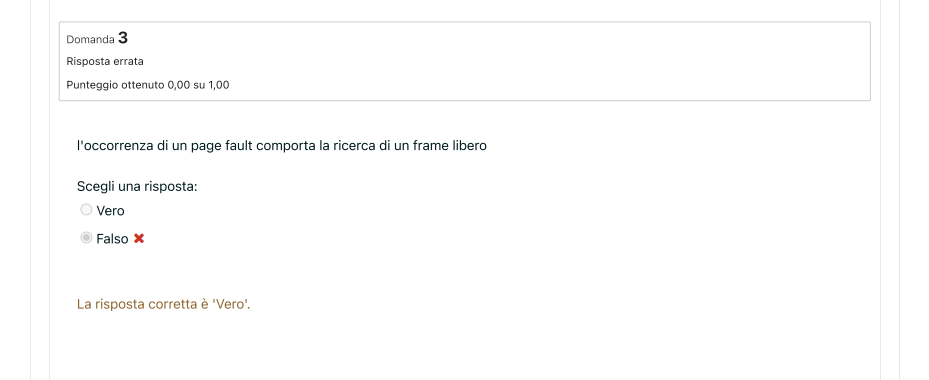 Domanda 3
Risposta errata
Punteggio ottenuto 0,00 su 1,00
l'occorrenza di un page fault comporta la ricerca di un frame libero
Scegli una risposta:
Vero
Falso
La risposta corretta è 'Vero'.